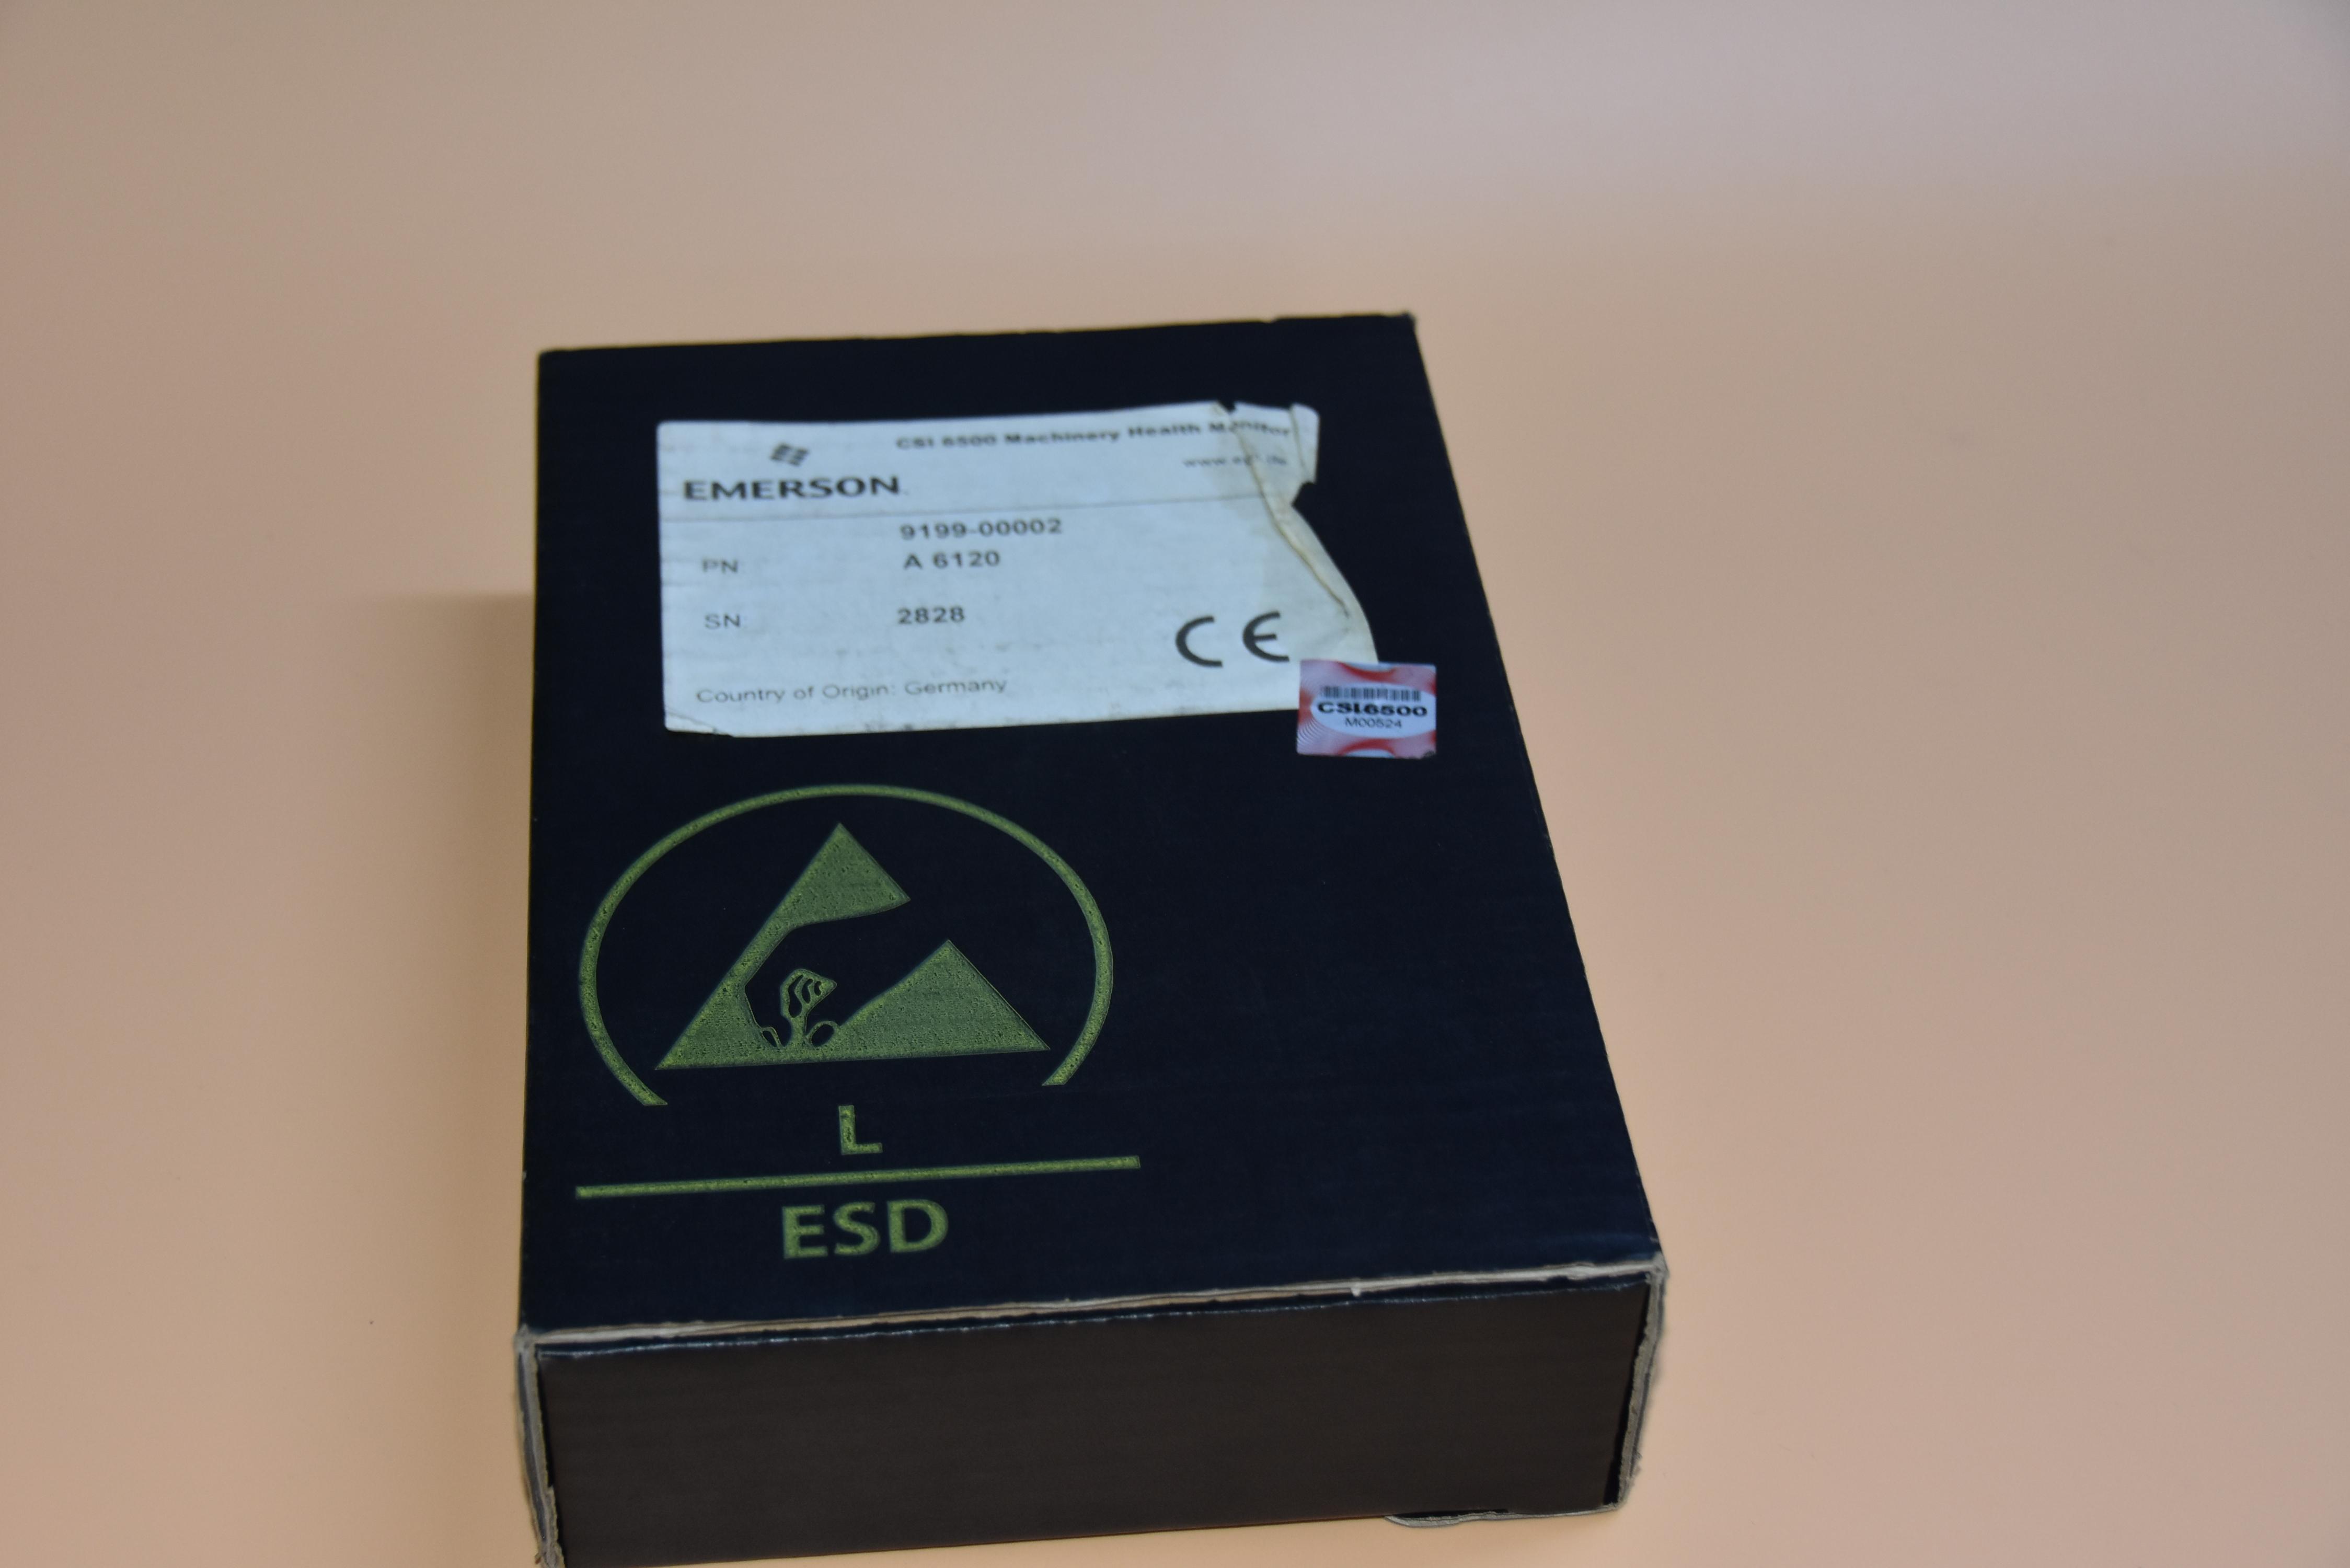 CSI 6500 Machinery Health Monitor
EMERSON
9199-00002
PN: A 6120
SN: 2828
CE
Country of Origin: Germany
CSI6500
M00524
L
ESD